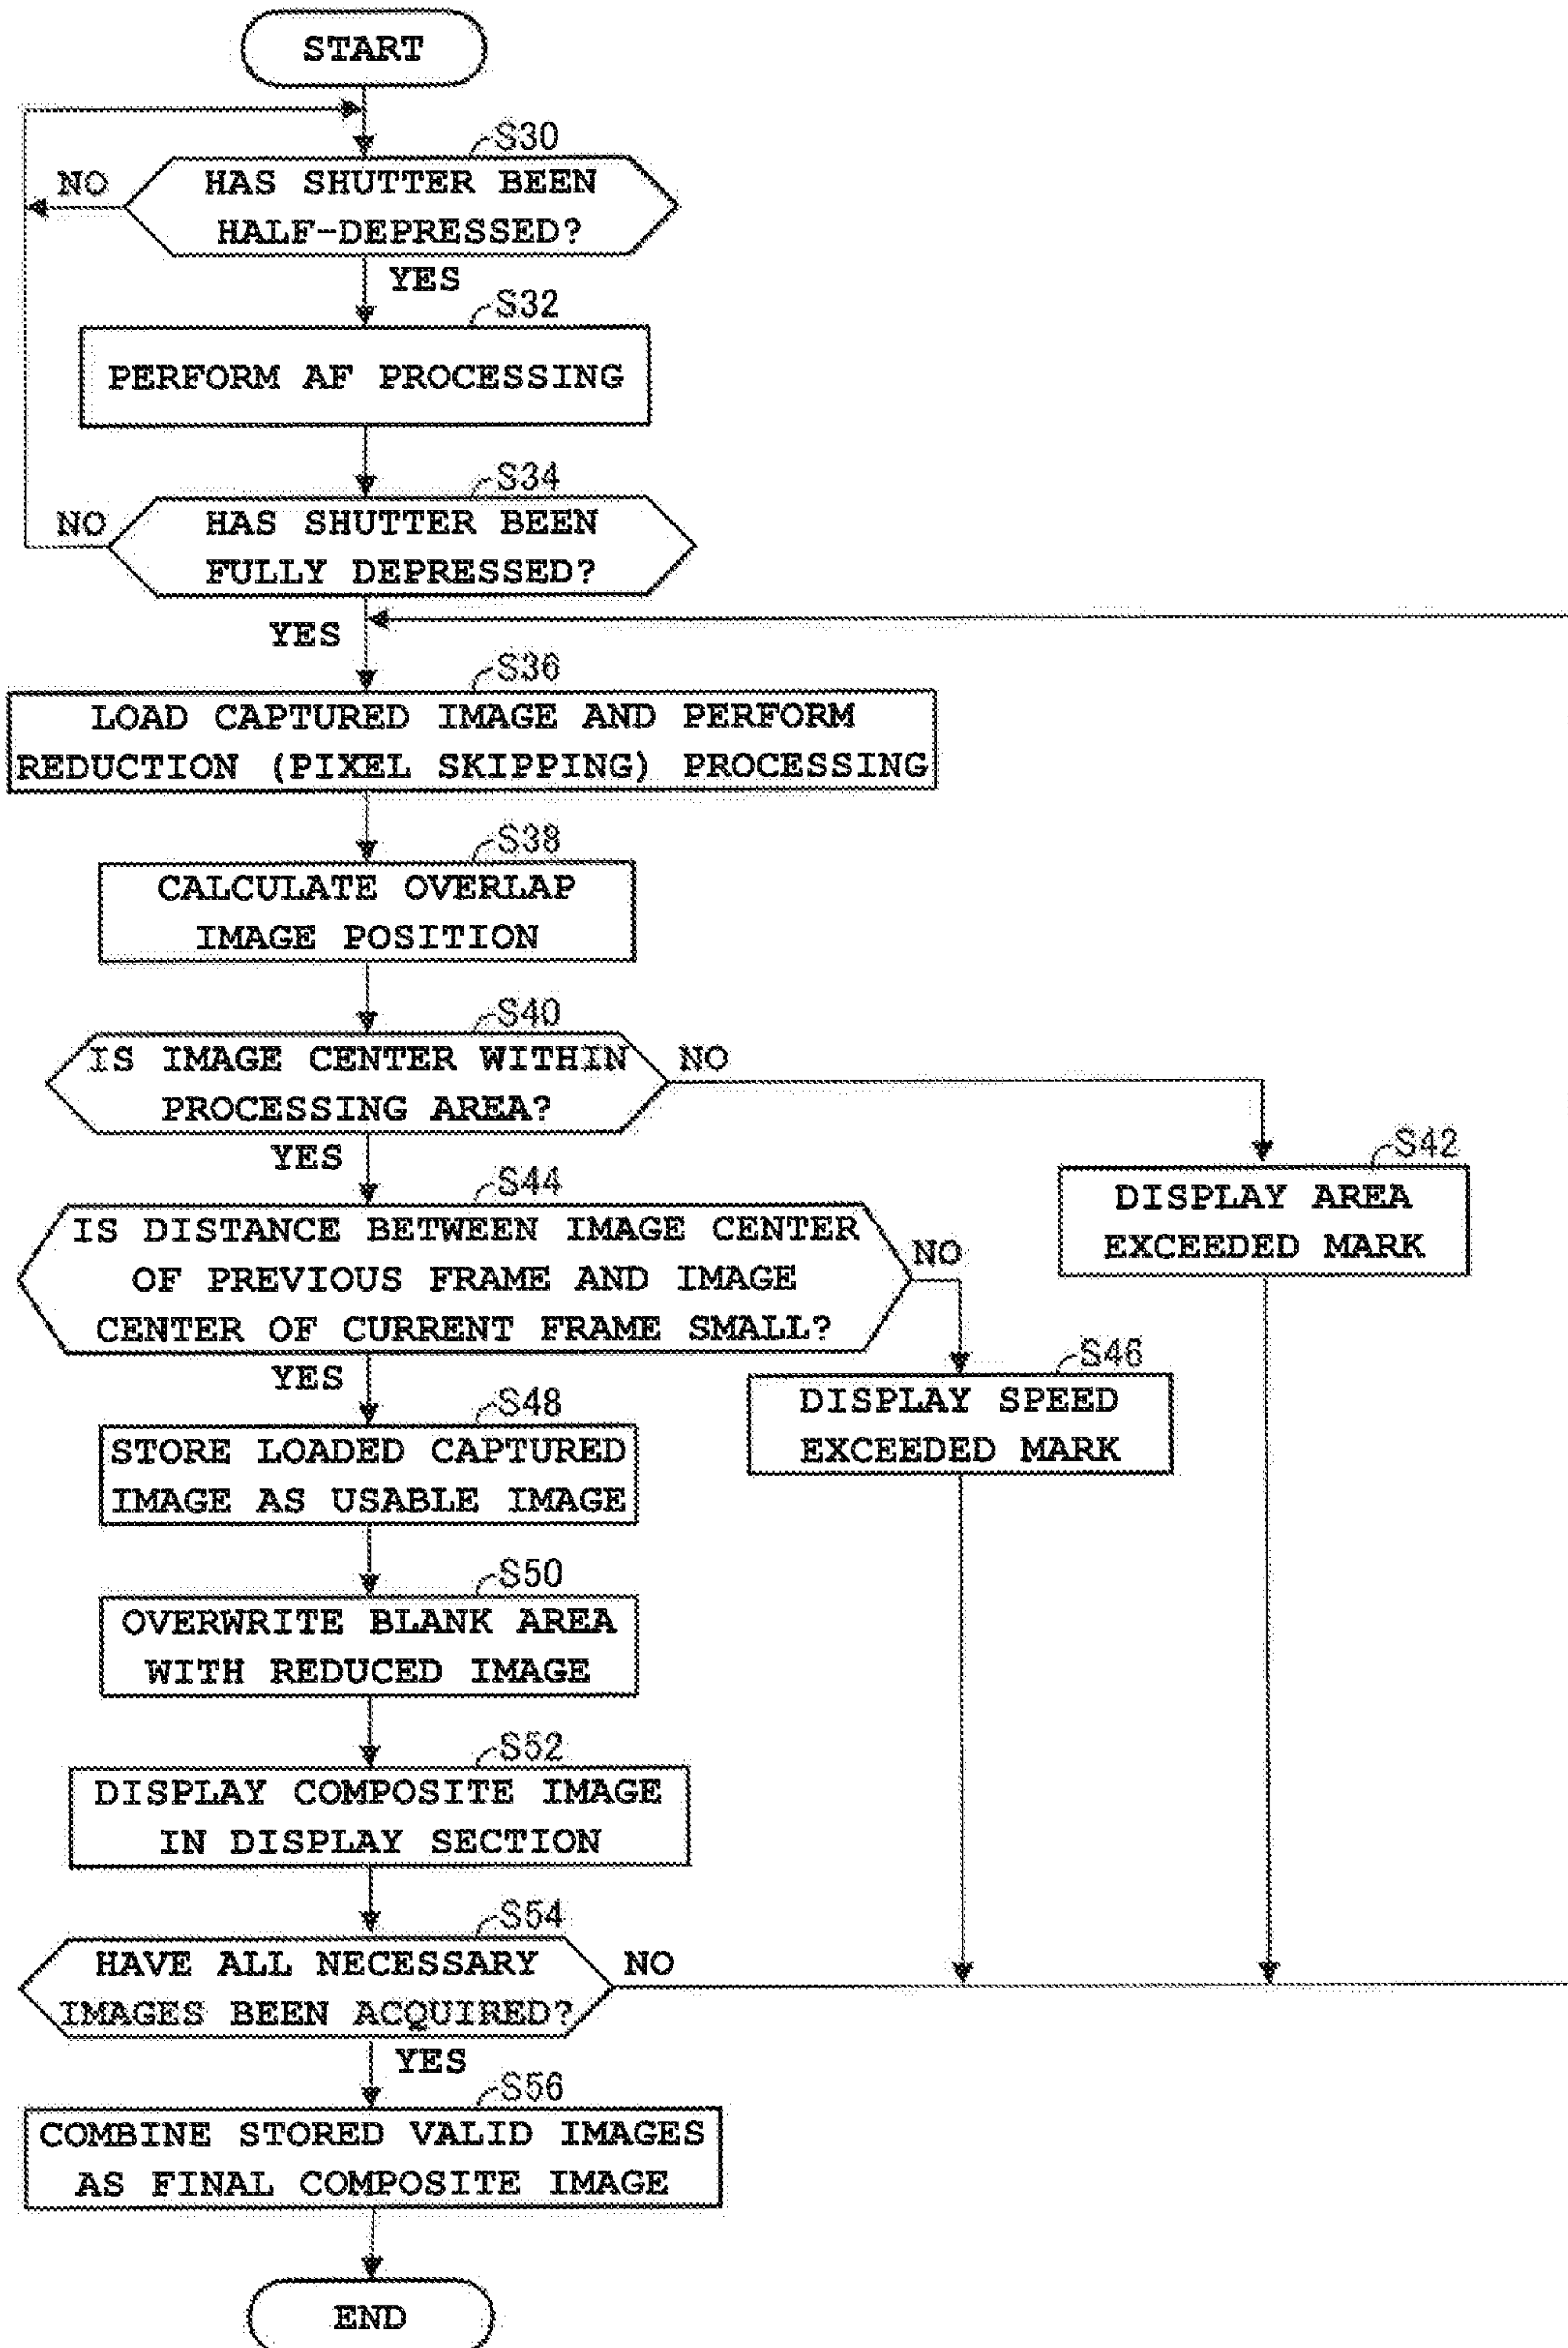 START
S30
HAS SHUTTER BEEN
HALF-DEPRESSED?
NO
YES
S32
PERFORM AF PROCESSING
S34
HAS SHUTTER BEEN
FULLY DEPRESSED?
NO
YES
S36
LOAD CAPTURED IMAGE AND PERFORM
REDUCTION (PIXEL SKIPPING) PROCESSING
S38
CALCULATE OVERLAP
IMAGE POSITION
S40
IS IMAGE CENTER WITHIN
PROCESSING AREA?
NO
YES
S42
DISPLAY AREA
EXCEEDED MARK
S44
IS DISTANCE BETWEEN IMAGE CENTER
OF PREVIOUS FRAME AND IMAGE
CENTER OF CURRENT FRAME SMALL?
NO
YES
S46
DISPLAY SPEED
EXCEEDED MARK
S48
STORE LOADED CAPTURED
IMAGE AS USABLE IMAGE
S50
OVERWRITE BLANK AREA
WITH REDUCED IMAGE
S52
DISPLAY COMPOSITE IMAGE
IN DISPLAY SECTION
S54
HAVE ALL NECESSARY
IMAGES BEEN ACQUIRED?
NO
YES
S56
COMBINE STORED VALID IMAGES
AS FINAL COMPOSITE IMAGE
END